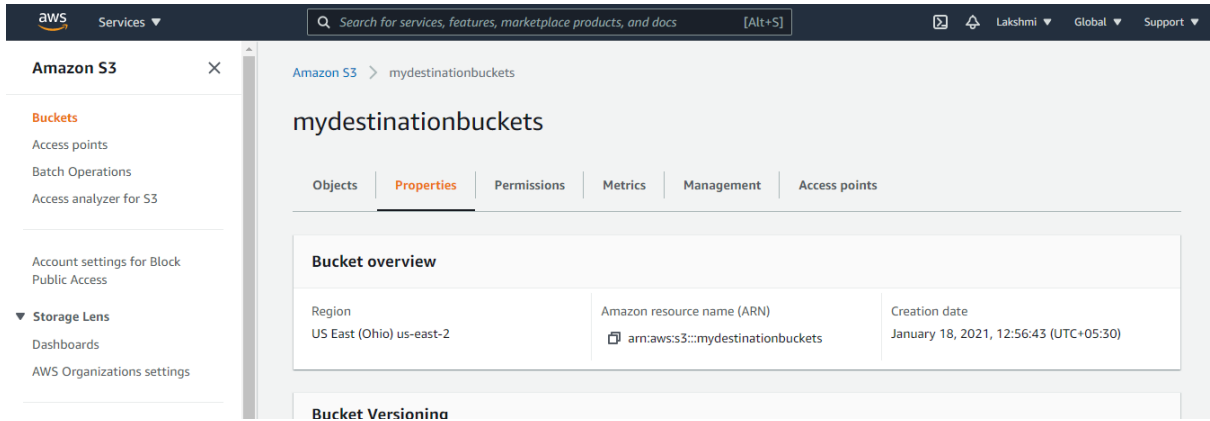 aws Services ▼ Search for services, features, marketplace products, and docs [Alt+S] Lakshmi ▼ Global ▼ Support ▼
Amazon S3
Buckets
Access points
Batch Operations
Access analyzer for S3
Account settings for Block
Public Access
▼ Storage Lens
Dashboards
AWS Organizations settings
Amazon S3 > mydestinationbuckets
mydestinationbuckets
Objects Properties Permissions Metrics Management Access points
Bucket overview
Region
US East (Ohio) us-east-2
Amazon resource name (ARN)
arn:aws:s3:::mydestinationbuckets
Creation date
January 18, 2021, 12:56:43 (UTC+05:30)
Bucket Versioning